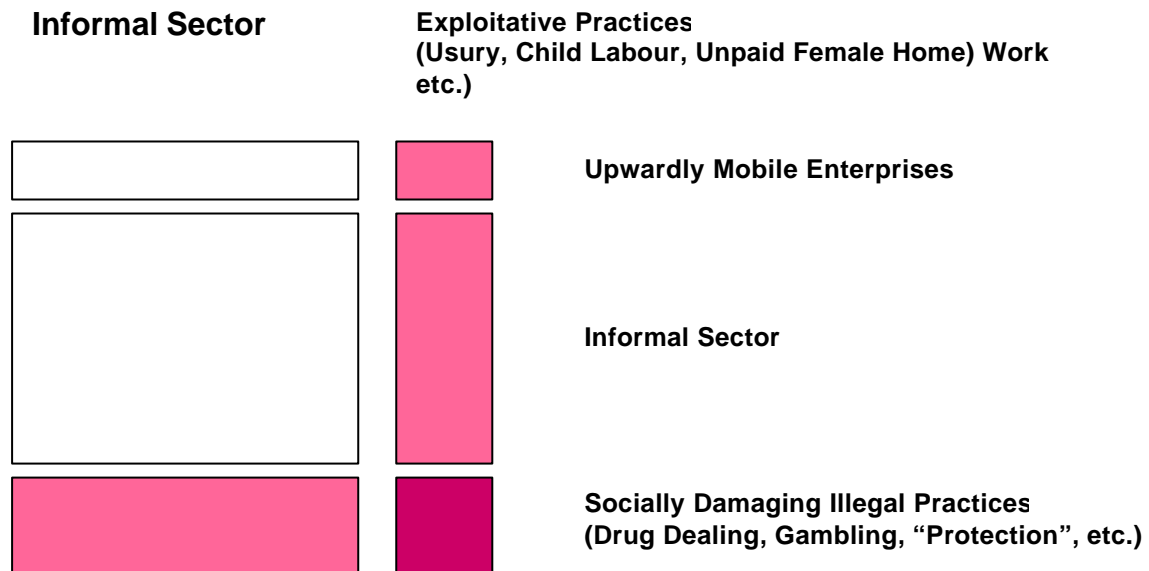 Informal Sector
Exploitative Practices
(Usury, Child Labour, Unpaid Female Home) Work
etc.)
Upwardly Mobile Enterprises
Informal Sector
Socially Damaging Illegal Practices
(Drug Dealing, Gambling, “Protection”, etc.)